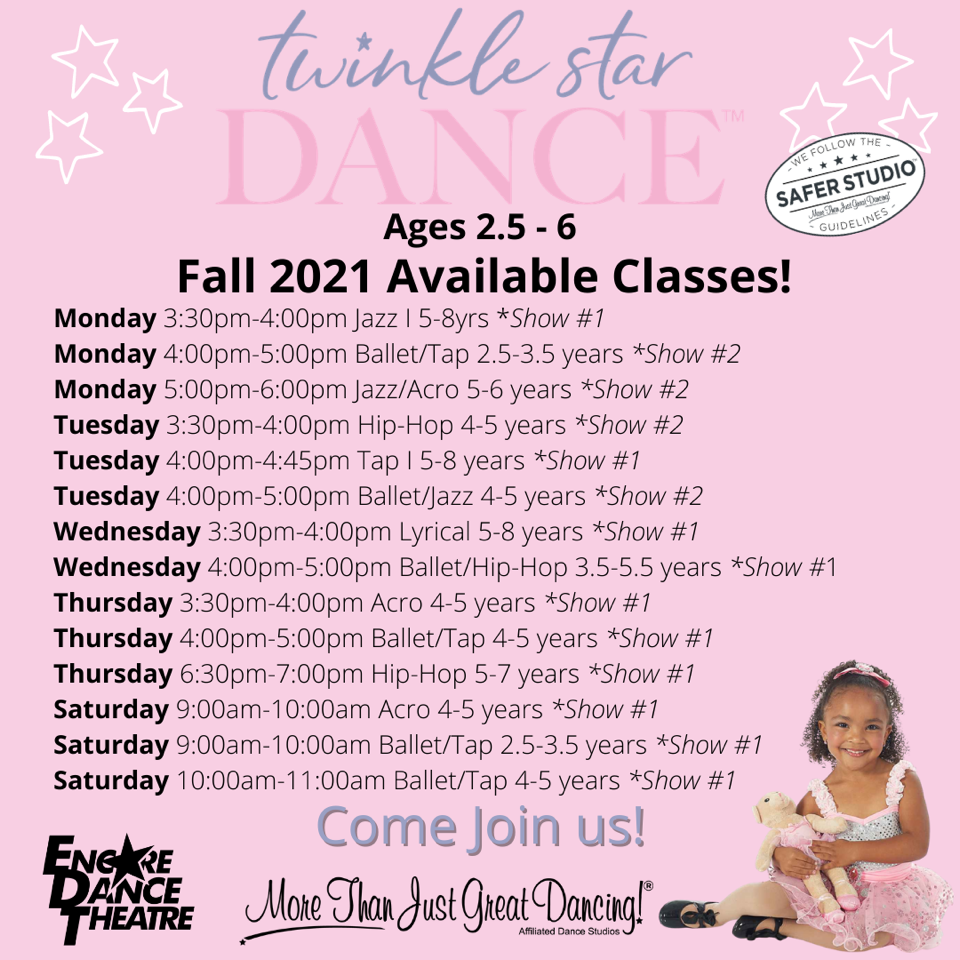 twinkle star
DANCE™
WE FOLLOW THE
SAFER STUDIO™
More Than Just Great Dancing!
GUIDELINES
Ages 2.5 - 6
Fall 2021 Available Classes!
Monday 3:30pm-4:00pm Jazz I 5-8yrs *Show #1
Monday 4:00pm-5:00pm Ballet/Tap 2.5-3.5 years *Show #2
Monday 5:00pm-6:00pm Jazz/Acro 5-6 years *Show #2
Tuesday 3:30pm-4:00pm Hip-Hop 4-5 years *Show #2
Tuesday 4:00pm-4:45pm Tap I 5-8 years *Show #1
Tuesday 4:00pm-5:00pm Ballet/Jazz 4-5 years *Show #2
Wednesday 3:30pm-4:00pm Lyrical 5-8 years *Show #1
Wednesday 4:00pm-5:00pm Ballet/Hip-Hop 3.5-5.5 years *Show #1
Thursday 3:30pm-4:00pm Acro 4-5 years *Show #1
Thursday 4:00pm-5:00pm Ballet/Tap 4-5 years *Show #1
Thursday 6:30pm-7:00pm Hip-Hop 5-7 years *Show #1
Saturday 9:00am-10:00am Acro 4-5 years *Show #1
Saturday 9:00am-10:00am Ballet/Tap 2.5-3.5 years *Show #1
Saturday 10:00am-11:00am Ballet/Tap 4-5 years *Show #1
Come Join us!
ENCORE
DANCE
THEATRE
More Than Just Great Dancing!®
Affiliated Dance Studios